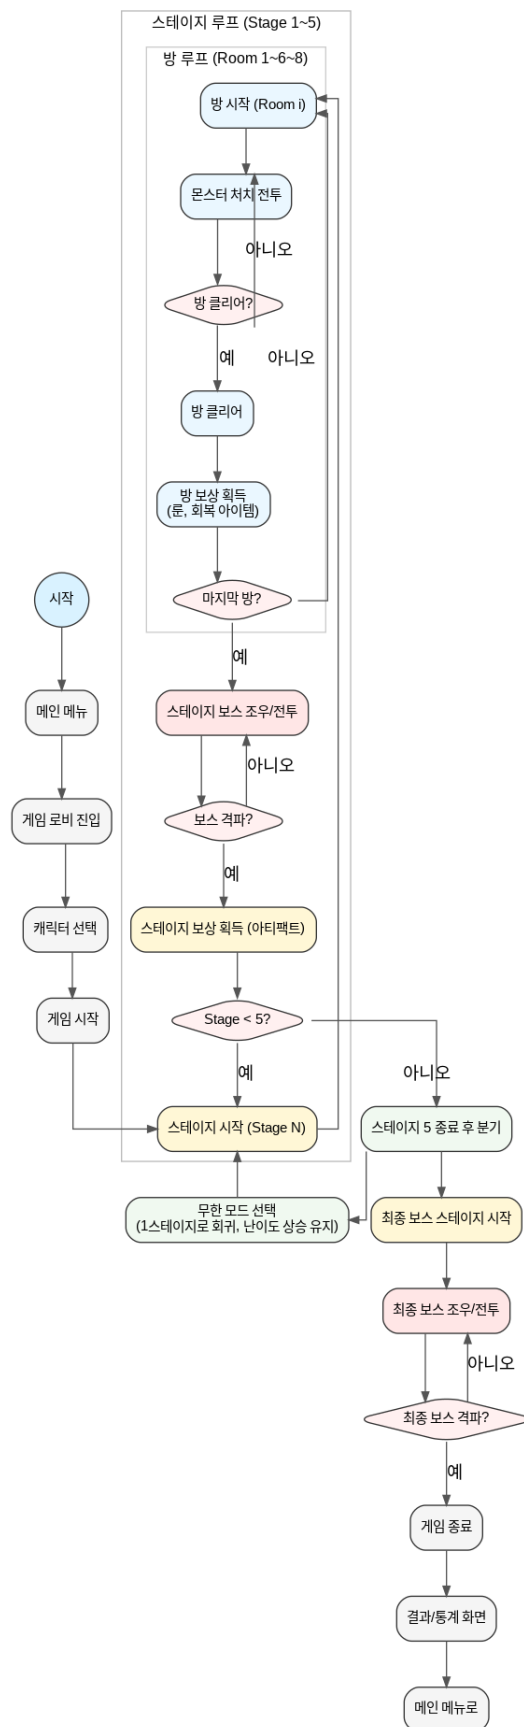 스테이지 루프 (Stage 1~5)
방 루프 (Room 1~6~8)
방 시작 (Room i)
몬스터 처치 전투
아니오
방 클리어?
예
아니오
방 클리어
방 보상 획득
(룬, 회복 아이템)
마지막 방?
예
스테이지 보스 조우/전투
아니오
보스 격파?
예
스테이지 보상 획득 (아티팩트)
Stage < 5?
예
아니오
스테이지 시작 (Stage N)
시작
메인 메뉴
게임 로비 진입
캐릭터 선택
게임 시작
스테이지 5 종료 후 분기
무한 모드 선택
(1스테이지로 회귀, 난이도 상승 유지)
최종 보스 스테이지 시작
최종 보스 조우/전투
아니오
최종 보스 격파?
예
게임 종료
결과/통계 화면
메인 메뉴로